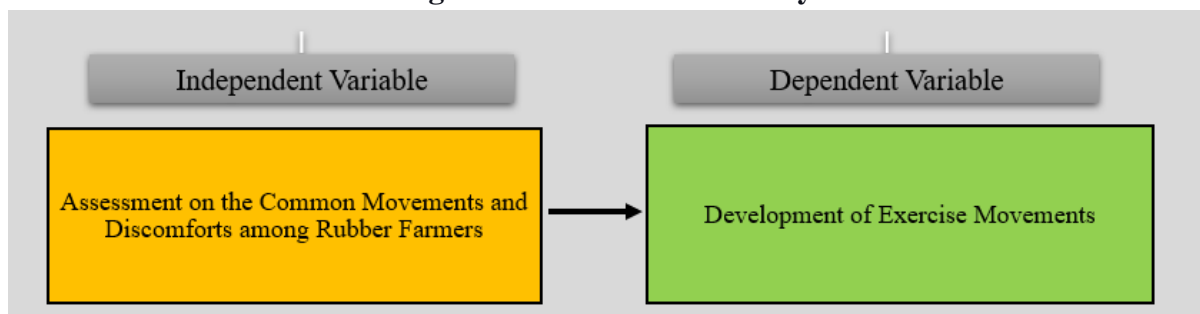 Independent Variable
Dependent Variable
Assessment on the Common Movements and
Discomforts among Rubber Farmers
Development of Exercise Movements